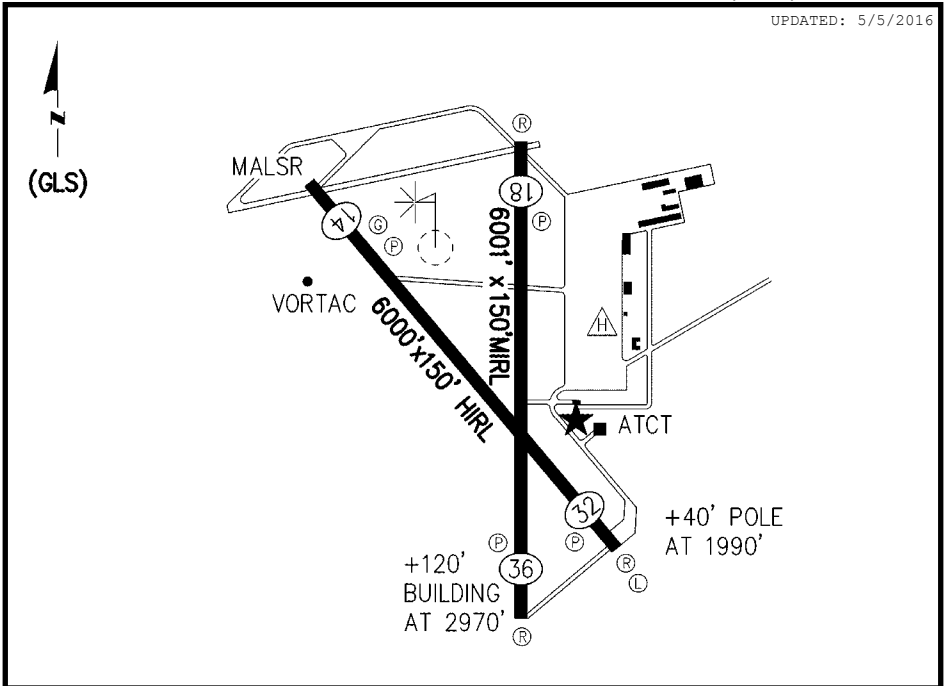 UPDATED: 5/5/2016
N
(GLS)
MALSR
R
14
18
G
P
P
VORTAC
6001' x 150' MIRL
6000'x150' HIRL
H
ATCT
32
+40' POLE
AT 1990'
P
P
36
R
L
+120'
BUILDING
AT 2970'
R